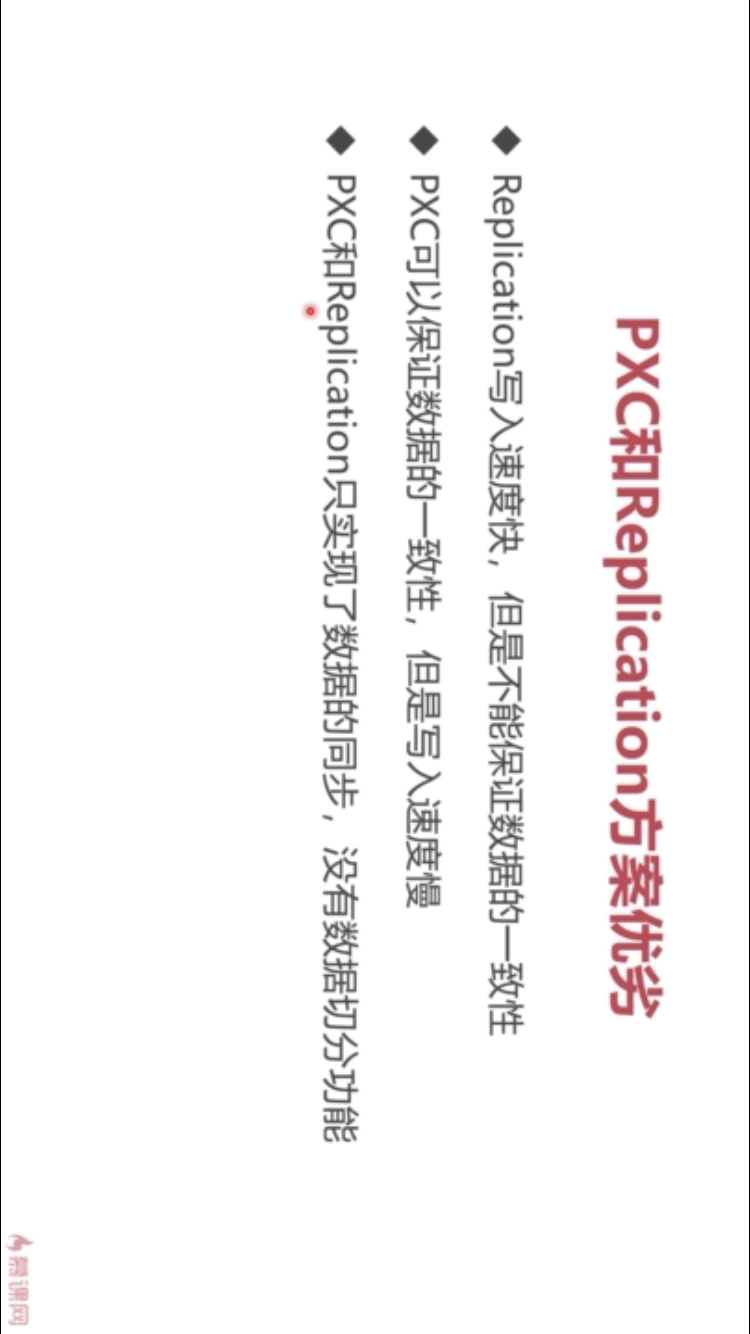 PXC和Replication方案优劣
◆ Replication写入速度快，但是不能保证数据的一致性
◆ PXC可以保证数据的一致性，但是写入速度慢
◆ PXC和Replication只实现了数据的同步，没有数据切分功能
慕课网